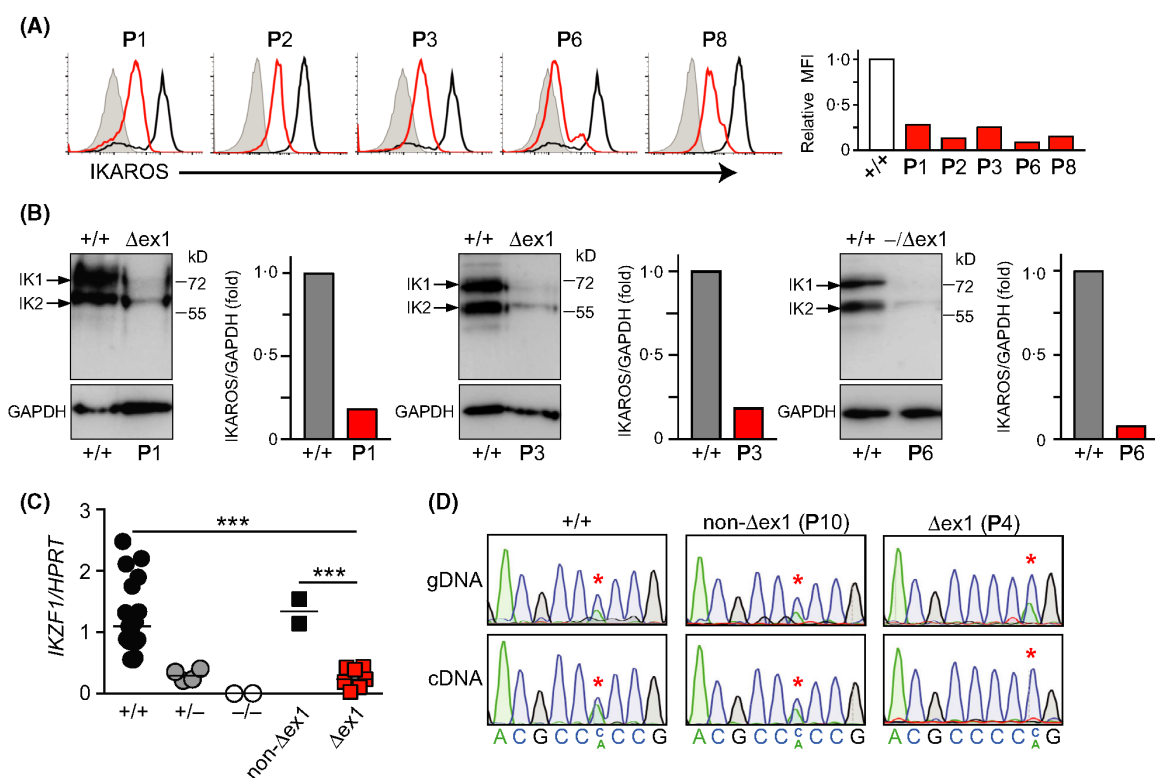 (A)
P1 P2 P3 P6 P8
IKAROS
Relative MFI
1·0
0·5
0
+/+ P1 P2 P3 P6 P8
(B)
+/+ Δex1
kD
IK1
IK2
72
55
GAPDH
+/+ P1
IKAROS/GAPDH (fold)
1·0
0·5
0
+/+ P1
+/+ Δex1
kD
IK1
IK2
72
55
GAPDH
+/+ P3
IKAROS/GAPDH (fold)
1·0
0·5
0
+/+ P3
+/+ −/Δex1
kD
IK1
IK2
72
55
GAPDH
+/+ P6
IKAROS/GAPDH (fold)
1·0
0·5
0
+/+ P6
(C)
IKZF1/HPRT
3
2
1
0
***
***
+/+ +/− −/− non-Δex1 Δex1
(D)
+/+ non-Δex1 (P10) Δex1 (P4)
gDNA
* * *
cDNA
* * *
A C G C C C/A C C G A C G C C C/A C C G A C G C C C C C/A G